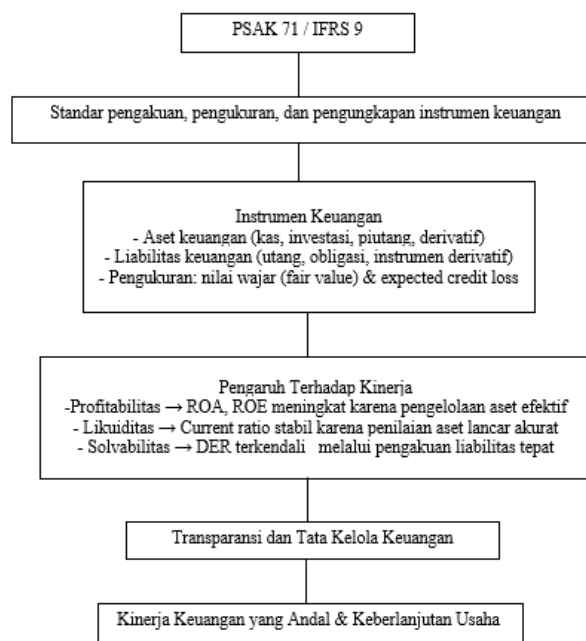 PSAK 71 / IFRS 9
Standar pengakuan, pengukuran, dan pengungkapan instrumen keuangan
Instrumen Keuangan
- Aset keuangan (kas, investasi, piutang, derivatif)
- Liabilitas keuangan (utang, obligasi, instrumen derivatif)
- Pengukuran: nilai wajar (fair value) & expected credit loss
Pengaruh Terhadap Kinerja
-Profitabilitas → ROA, ROE meningkat karena pengelolaan aset efektif
- Likuiditas → Current ratio stabil karena penilaian aset lancar akurat
- Solvabilitas → DER terkendali melalui pengakuan liabilitas tepat
Transparansi dan Tata Kelola Keuangan
Kinerja Keuangan yang Andal & Keberlanjutan Usaha